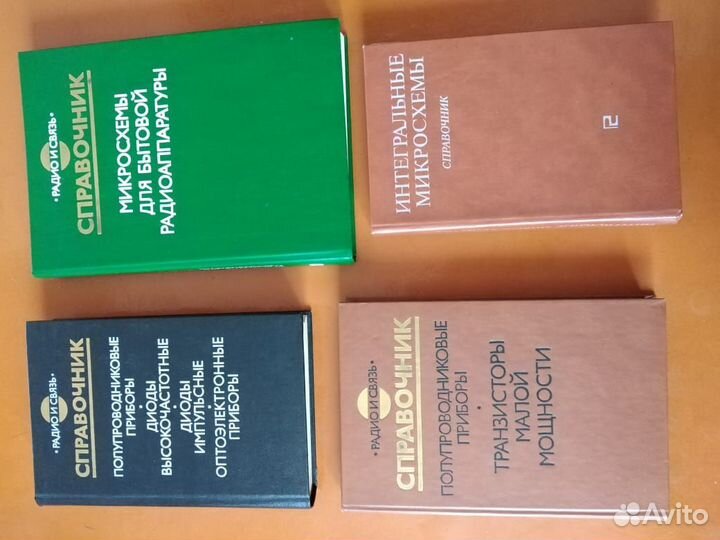 • РАДИО И СВЯЗЬ •
СПРАВОЧНИК
МИКРОСХЕМЫ
ДЛЯ БЫТОВОЙ
РАДИОАППАРАТУРЫ
ИНТЕГРАЛЬНЫЕ
МИКРОСХЕМЫ
СПРАВОЧНИК
• РАДИО И СВЯЗЬ •
СПРАВОЧНИК
ПОЛУПРОВОДНИКОВЫЕ
ПРИБОРЫ
•
ДИОДЫ
ВЫСОКОЧАСТОТНЫЕ
•
ДИОДЫ
ИМПУЛЬСНЫЕ
•
ОПТОЭЛЕКТРОННЫЕ
ПРИБОРЫ
• РАДИО И СВЯЗЬ •
СПРАВОЧНИК
ПОЛУПРОВОДНИКОВЫЕ
ПРИБОРЫ
•
ТРАНЗИСТОРЫ
МАЛОЙ
МОЩНОСТИ
Avito